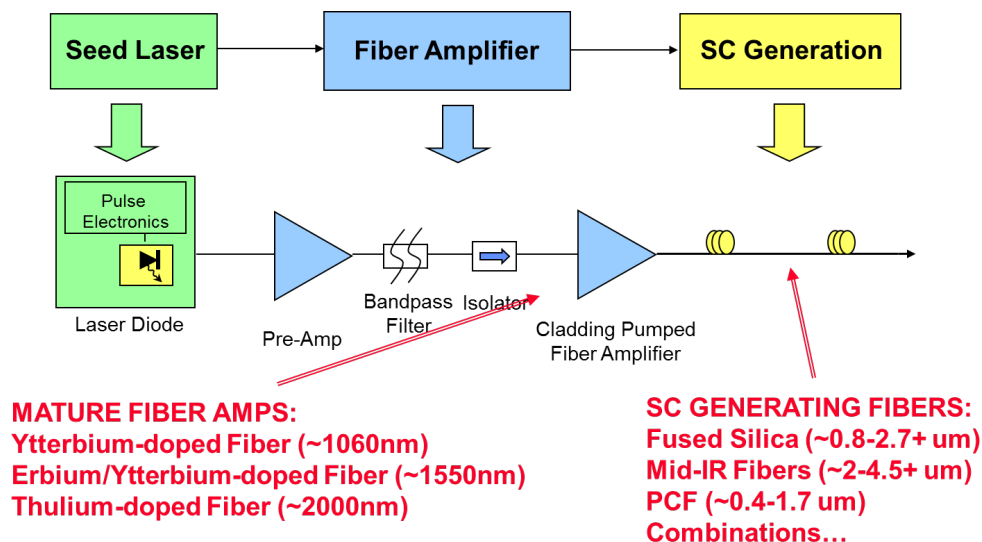 Seed Laser
Fiber Amplifier
SC Generation
Pulse
Electronics
Laser Diode
Pre-Amp
Bandpass
Filter
Isolator
Cladding Pumped
Fiber Amplifier
MATURE FIBER AMPS:
Ytterbium-doped Fiber (~1060nm)
Erbium/Ytterbium-doped Fiber (~1550nm)
Thulium-doped Fiber (~2000nm)
SC GENERATING FIBERS:
Fused Silica (~0.8-2.7+ um)
Mid-IR Fibers (~2-4.5+ um)
PCF (~0.4-1.7 um)
Combinations…